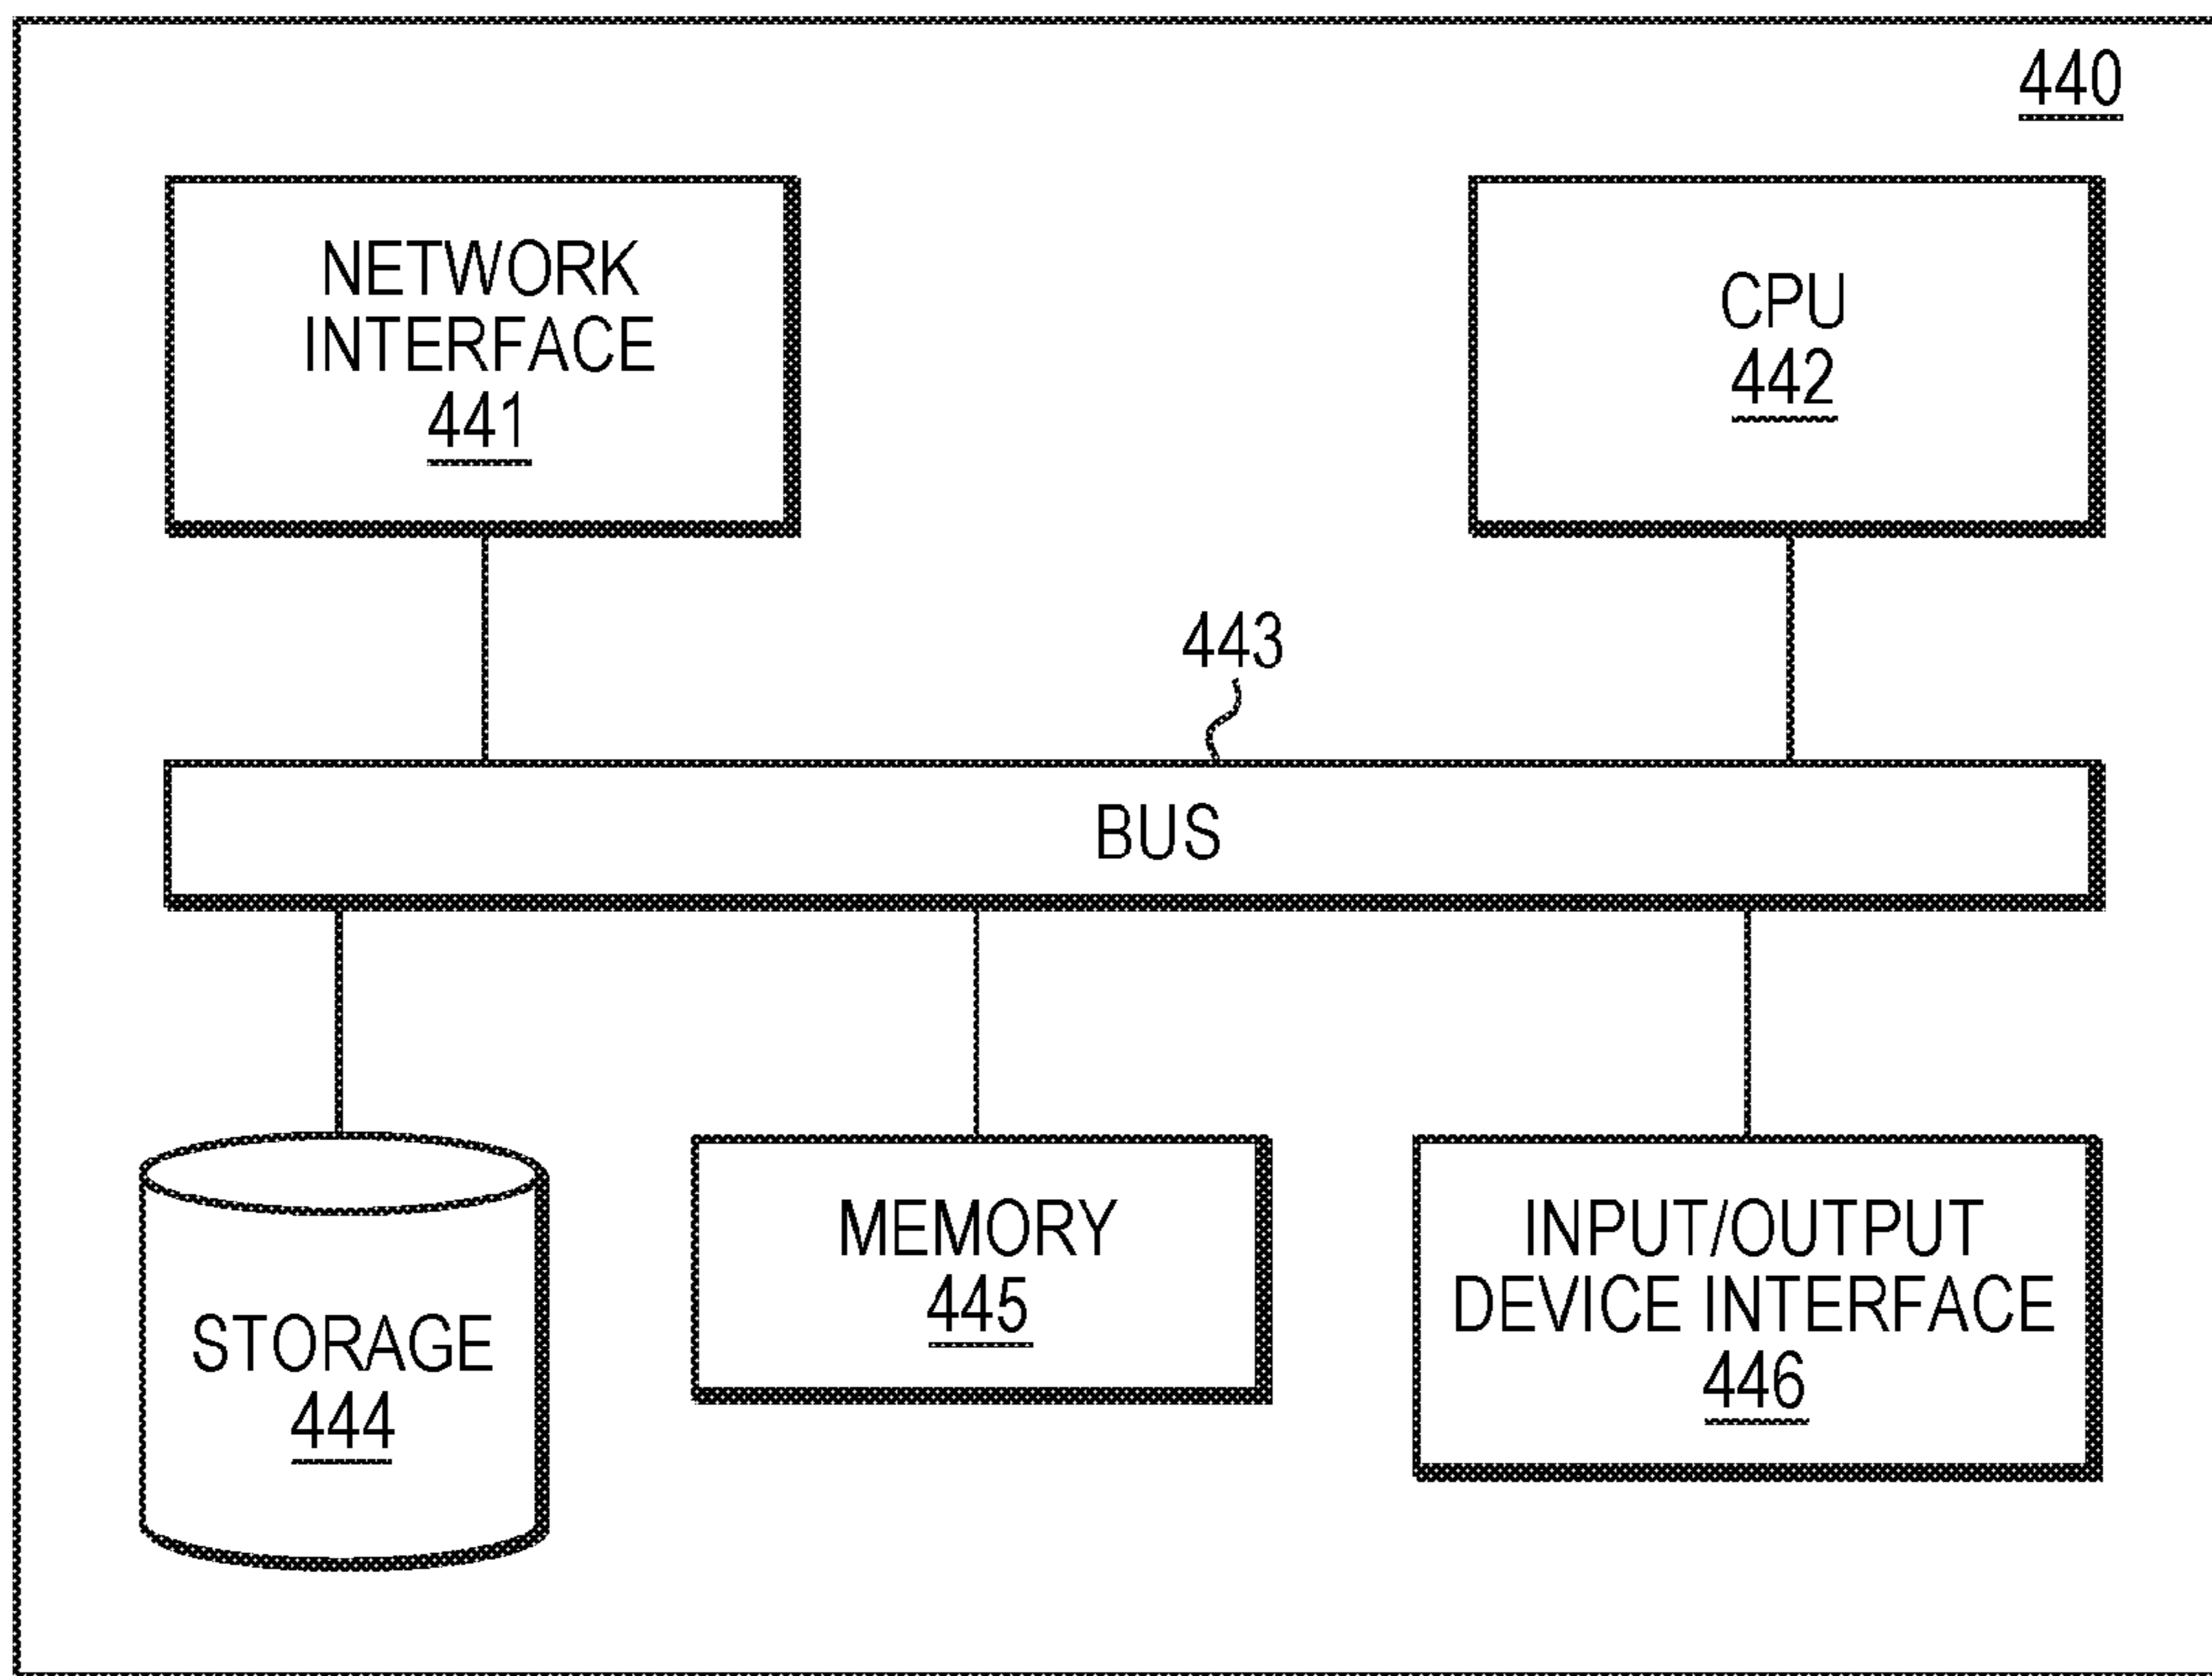 440
NETWORK
INTERFACE
441
CPU
442
443
BUS
STORAGE
444
MEMORY
445
INPUT/OUTPUT
DEVICE INTERFACE
446